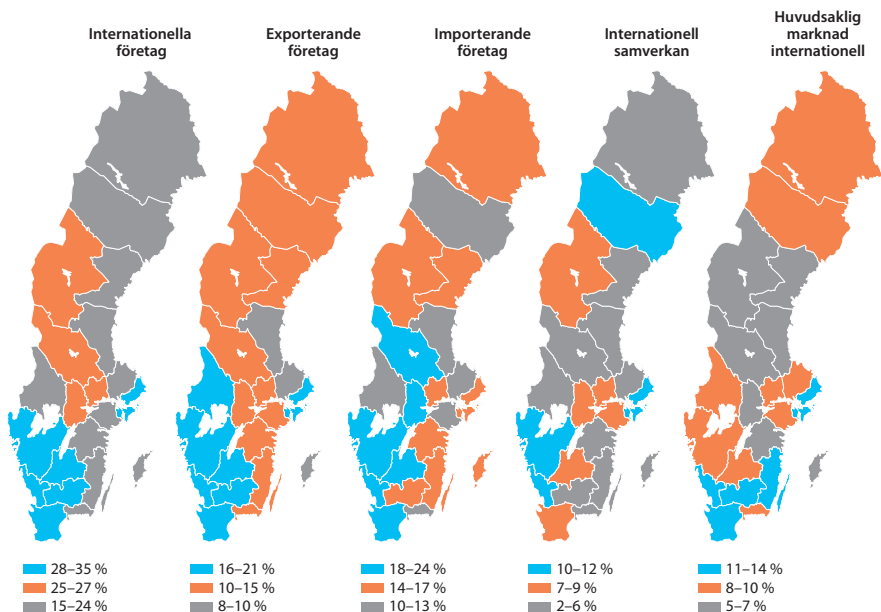 Internationella
företag
Exporterande
företag
Importerande
företag
Internationell
samverkan
Huvudsaklig
marknad
internationell
28–35 %
25–27 %
15–24 %
16–21 %
10–15 %
8–10 %
18–24 %
14–17 %
10–13 %
10–12 %
7–9 %
2–6 %
11–14 %
8–10 %
5–7 %